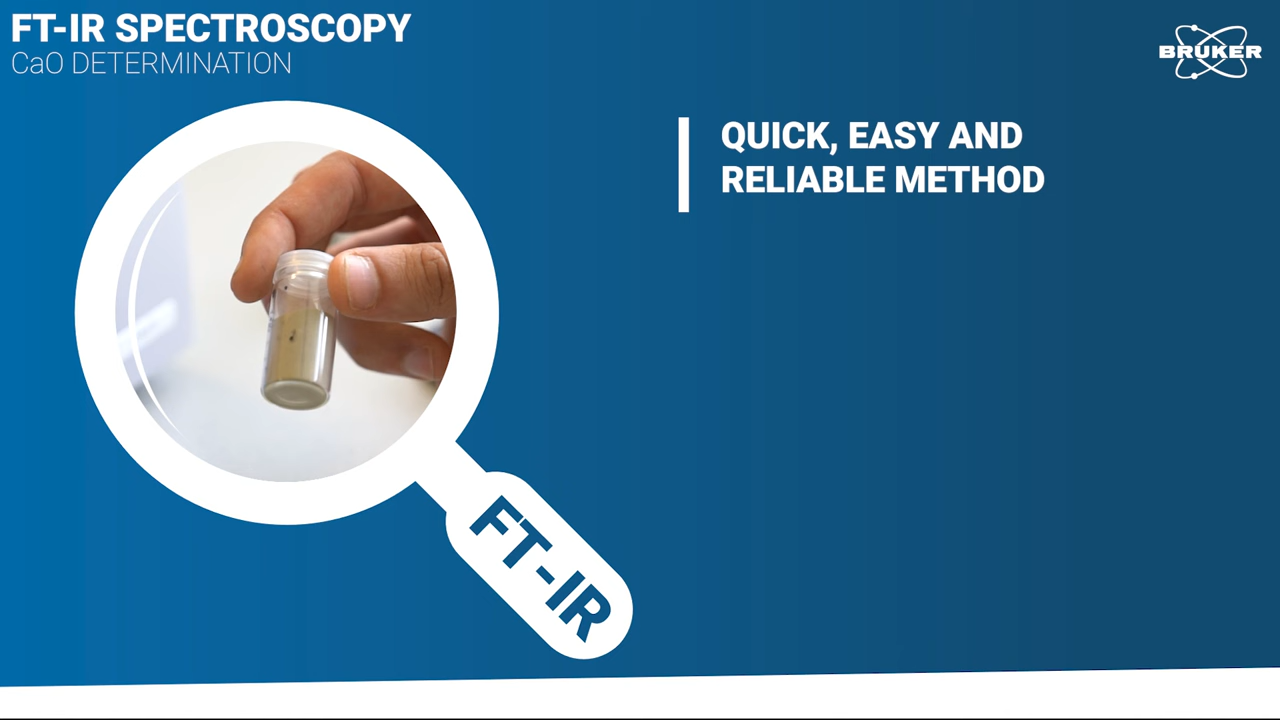 FT-IR SPECTROSCOPY
CaO DETERMINATION
BRUKER
QUICK, EASY AND
RELIABLE METHOD
FT-IR